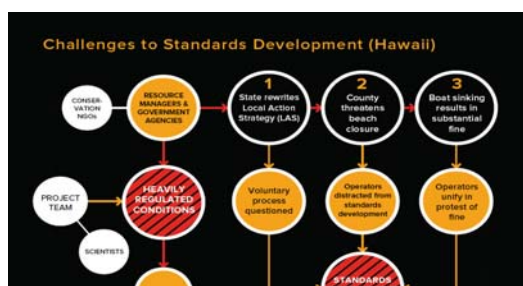 Challenges to Standards Development (Hawaii)
CONSER-
VATION
NGOs
RESOURCE
MANAGERS &
GOVERNMENT
AGENCIES
1
State rewrites
Local Action
Strategy (LAS)
2
County
threatens
beach
closure
3
Boat sinking
results in
substantial
fine
PROJECT
TEAM
SCIENTISTS
HEAVILY
REGULATED
CONDITIONS
Voluntary
process
questioned
Operators
distracted from
standards
development
Operators
unify in
protest of
fine
STANDARDS